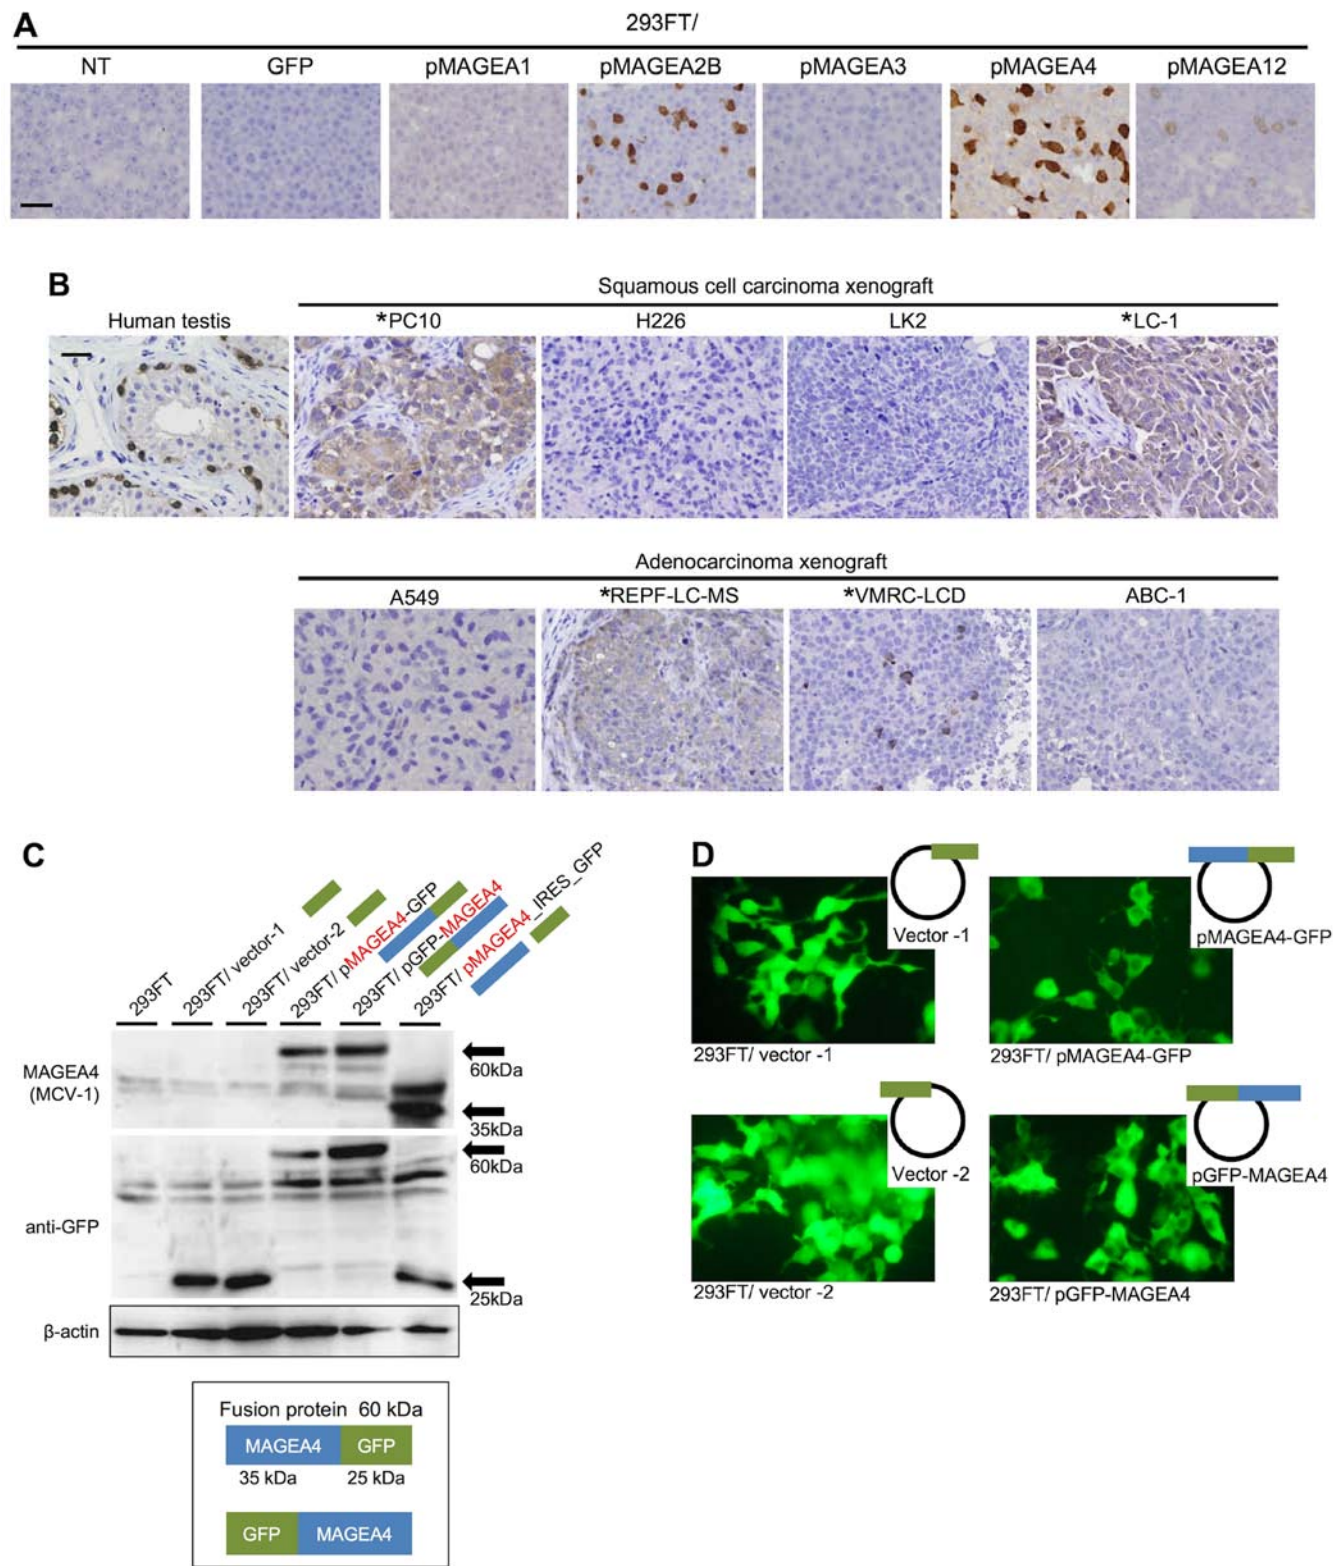 A
293FT/
NT GFP pMAGEA1 pMAGEA2B pMAGEA3 pMAGEA4 pMAGEA12
B
Squamous cell carcinoma xenograft
Human testis *PC10 H226 LK2 *LC-1
Adenocarcinoma xenograft
A549 *REPF-LC-MS *VMRC-LCD ABC-1
C
293FT
293FT/ vector-1
293FT/ vector-2
293FT/ pMAGEA4-GFP
293FT/ pGFP-MAGEA4
293FT/ pMAGEA4_IRES_GFP
MAGEA4
(MCV-1)
60kDa
35kDa
60kDa
anti-GFP
25kDa
β-actin
Fusion protein 60 kDa
MAGEA4 GFP
35 kDa 25 kDa
GFP MAGEA4
D
Vector -1
293FT/ vector -1
pMAGEA4-GFP
293FT/ pMAGEA4-GFP
Vector -2
293FT/ vector -2
pGFP-MAGEA4
293FT/ pGFP-MAGEA4